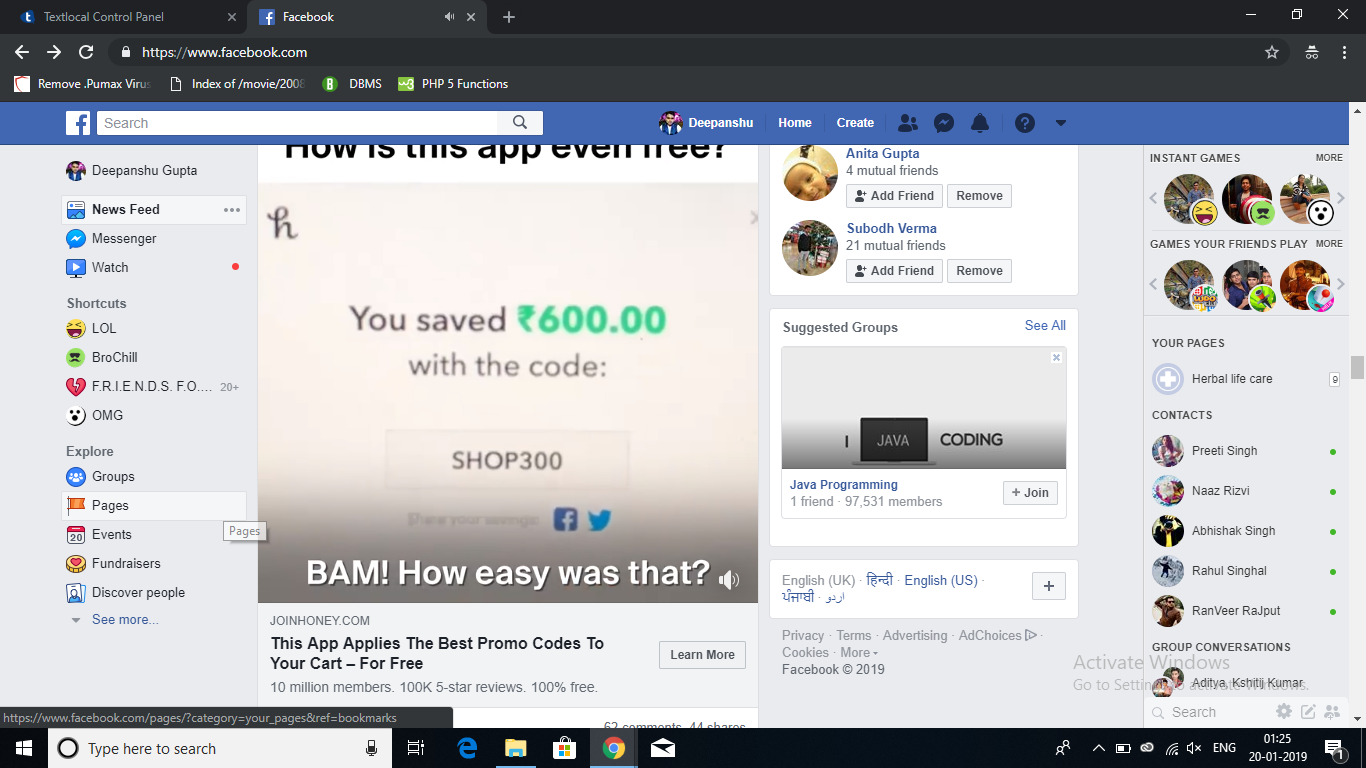 Textlocal Control Panel
Facebook
https://www.facebook.com
Remove .Pumax Virus
Index of /movie/2008
DBMS
PHP 5 Functions
Search
Deepanshu
Home
Create
Deepanshu Gupta
News Feed
Messenger
Watch
Shortcuts
LOL
BroChill
F.R.I.E.N.D.S. F.O.... 20+
OMG
Explore
Groups
Pages
Pages
Events
Fundraisers
Discover people
See more...
https://www.facebook.com/pages/?category=your_pages&ref=bookmarks
How is this app even free?
h
You saved ₹600.00
with the code:
SHOP300
Share your savings:
BAM! How easy was that?
JOINHONEY.COM
This App Applies The Best Promo Codes To
Your Cart – For Free
Learn More
10 million members. 100K 5-star reviews. 100% free.
62 comments 44 shares
Anita Gupta
4 mutual friends
Add Friend Remove
Subodh Verma
21 mutual friends
Add Friend Remove
Suggested Groups See All
I JAVA CODING
Java Programming
1 friend · 97,531 members
+ Join
English (UK) · हिन्दी · English (US) ·
ਪੰਜਾਬੀ · اردو
Privacy · Terms · Advertising · AdChoices ·
Cookies · More
Facebook © 2019
INSTANT GAMES MORE
GAMES YOUR FRIENDS PLAY MORE
YOUR PAGES
Herbal life care 9
CONTACTS
Preeti Singh
Naaz Rizvi
Abhishak Singh
Rahul Singhal
RanVeer RaJput
GROUP CONVERSATIONS
Aditya, Kshitij Kumar
Activate Windows
Go to Settings to activate Windows.
Search
Type here to search
ENG
01:25
20-01-2019
1